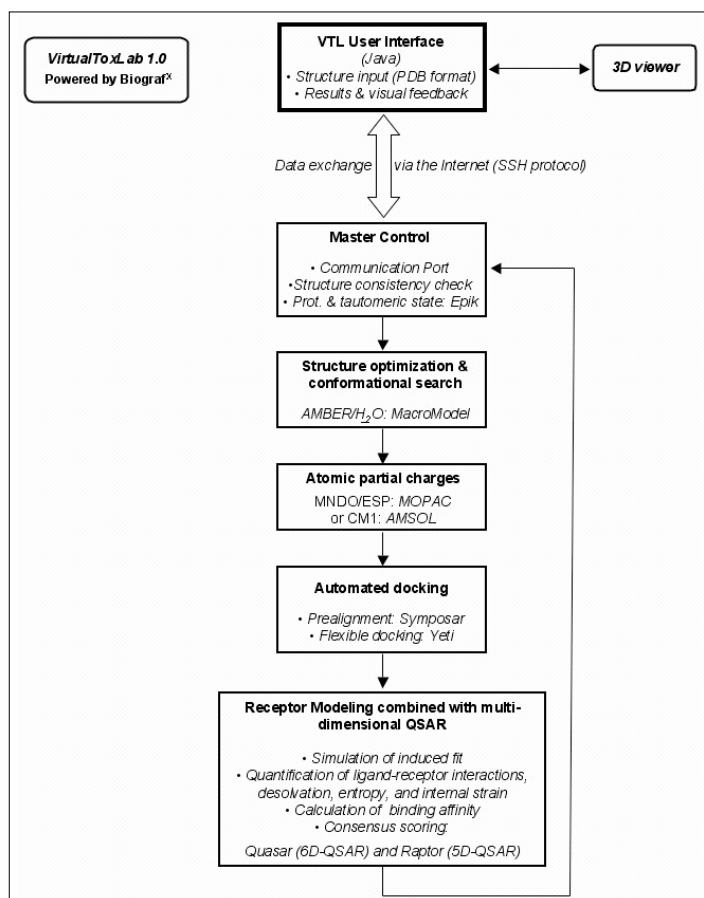 VirtualToxLab 1.0
Powered by Biografˣ
VTL User Interface
(Java)
• Structure input (PDB format)
• Results & visual feedback
3D viewer
Data exchange via the Internet (SSH protocol)
Master Control
• Communication Port
•Structure consistency check
• Prot. & tautomeric state: Epik
Structure optimization &
conformational search
AMBER/H₂O: MacroModel
Atomic partial charges
MNDO/ESP: MOPAC
or CM1: AMSOL
Automated docking
• Prealignment: Symposar
• Flexible docking: Yeti
Receptor Modeling combined with multi-
dimensional QSAR
• Simulation of induced fit
• Quantification of ligand-receptor interactions,
desolvation, entropy, and internal strain
• Calculation of binding affinity
• Consensus scoring:
Quasar (6D-QSAR) and Raptor (5D-QSAR)